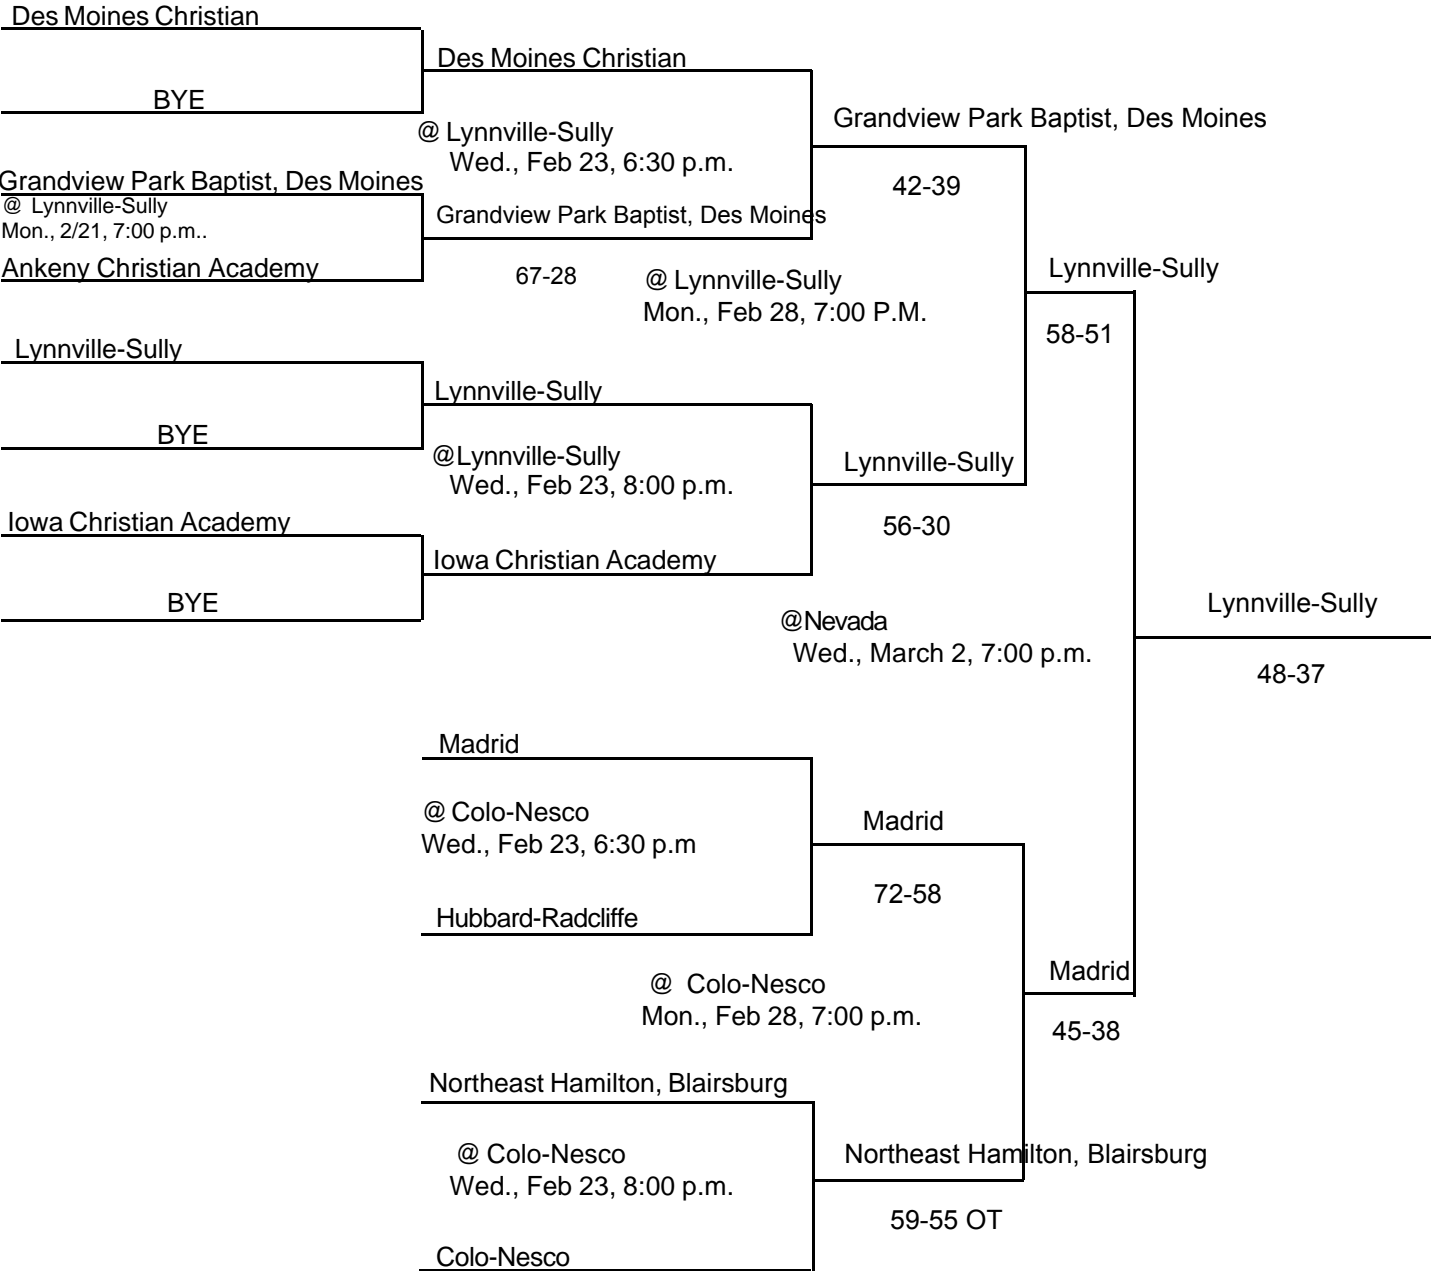 Des Moines Christian
Des Moines Christian
BYE
Grandview Park Baptist, Des Moines
@ Lynnville-Sully
Wed., Feb 23, 6:30 p.m.
Grandview Park Baptist, Des Moines
42-39
@ Lynnville-Sully
Mon., 2/21, 7:00 p.m..
Grandview Park Baptist, Des Moines
Ankeny Christian Academy
67-28
@ Lynnville-Sully
Mon., Feb 28, 7:00 P.M.
Lynnville-Sully
58-51
Lynnville-Sully
Lynnville-Sully
BYE
@Lynnville-Sully
Wed., Feb 23, 8:00 p.m.
Lynnville-Sully
Iowa Christian Academy
56-30
Iowa Christian Academy
BYE
@Nevada
Wed., March 2, 7:00 p.m.
Lynnville-Sully
48-37
Madrid
@ Colo-Nesco
Wed., Feb 23, 6:30 p.m
Madrid
72-58
Hubbard-Radcliffe
@ Colo-Nesco
Mon., Feb 28, 7:00 p.m.
Madrid
45-38
Northeast Hamilton, Blairsburg
@ Colo-Nesco
Wed., Feb 23, 8:00 p.m.
Northeast Hamilton, Blairsburg
59-55 OT
Colo-Nesco